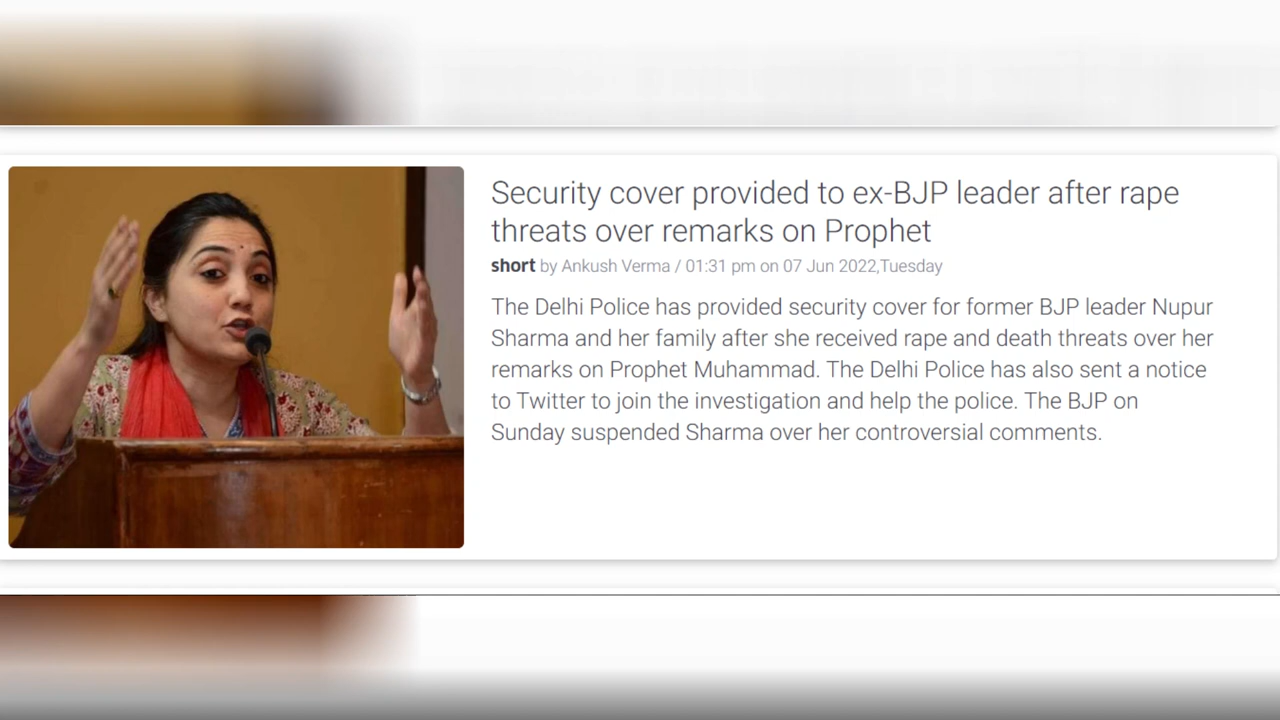 Security cover provided to ex-BJP leader after rape
threats over remarks on Prophet
short by Ankush Verma / 01:31 pm on 07 Jun 2022,Tuesday
The Delhi Police has provided security cover for former BJP leader Nupur
Sharma and her family after she received rape and death threats over her
remarks on Prophet Muhammad. The Delhi Police has also sent a notice
to Twitter to join the investigation and help the police. The BJP on
Sunday suspended Sharma over her controversial comments.